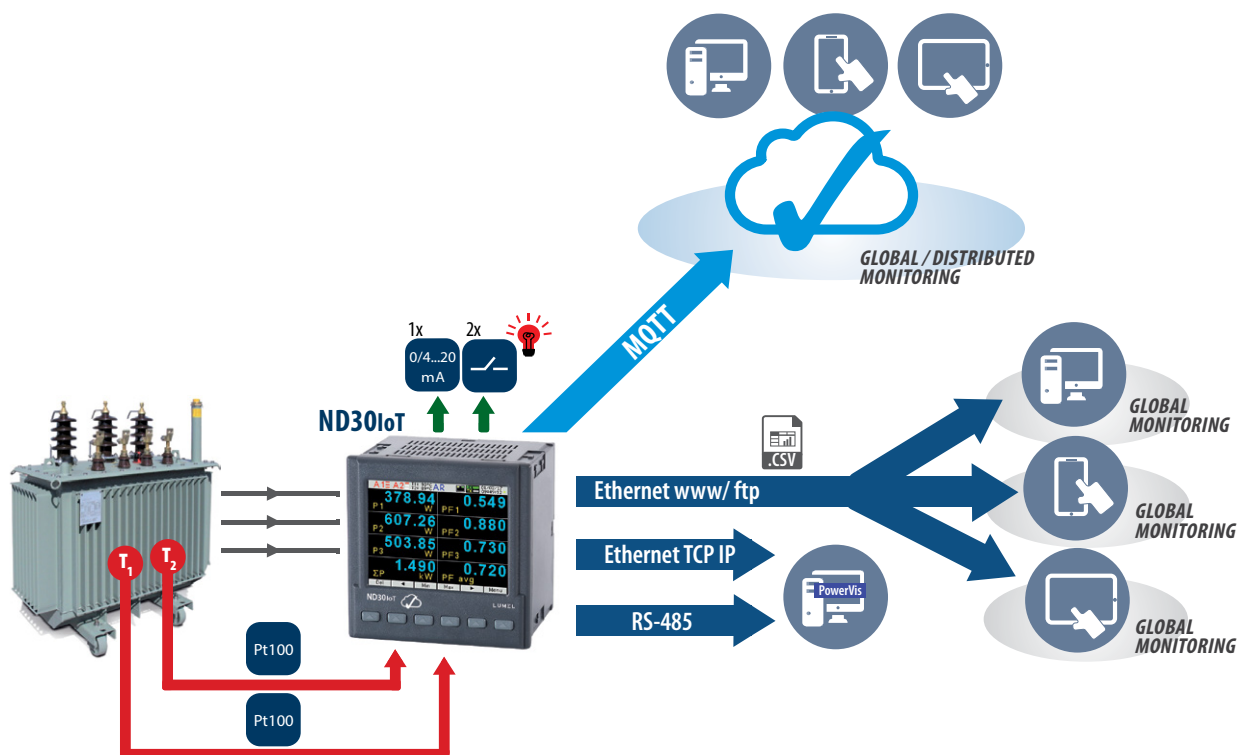 GLOBAL / DISTRIBUTED
MONITORING
MQTT
1x
2x
0/4...20
mA
ND30IoT
.CSV
GLOBAL
MONITORING
Ethernet www/ ftp
GLOBAL
MONITORING
Ethernet TCP IP
PowerVis
RS-485
GLOBAL
MONITORING
T1
T2
Pt100
Pt100
378.94
W
P1
0.549
PF1
607.26
W
P2
0.880
PF2
503.85
W
P3
0.730
PF3
1.490
kW
ΣP
0.720
PF avg
Menu
ND30IoT
LUMEL